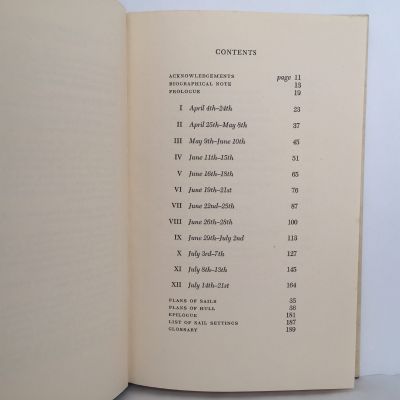 CONTENTS
ACKNOWLEDGEMENTS page 11
BIOGRAPHICAL NOTE 13
PROLOGUE 19
I April 4th–24th 23
II April 25th–May 8th 37
III May 9th–June 10th 45
IV June 11th–15th 51
V June 16th–18th 65
VI June 19th–21st 76
VII June 22nd–25th 87
VIII June 26th–28th 100
IX June 29th–July 2nd 113
X July 3rd–7th 127
XI July 8th–13th 145
XII July 14th–21st 164
PLANS OF SAILS 35
PLANS OF HULL 36
EPILOGUE 181
LIST OF SAIL SETTINGS 187
GLOSSARY 189